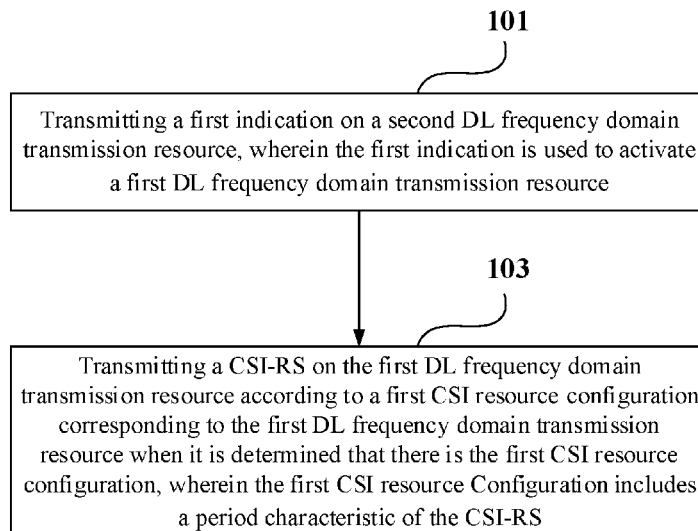 101
Transmitting a first indication on a second DL frequency domain
transmission resource, wherein the first indication is used to activate
a first DL frequency domain transmission resource
103
Transmitting a CSI-RS on the first DL frequency domain
transmission resource according to a first CSI resource configuration
corresponding to the first DL frequency domain transmission
resource when it is determined that there is the first CSI resource
configuration, wherein the first CSI resource Configuration includes
a period characteristic of the CSI-RS